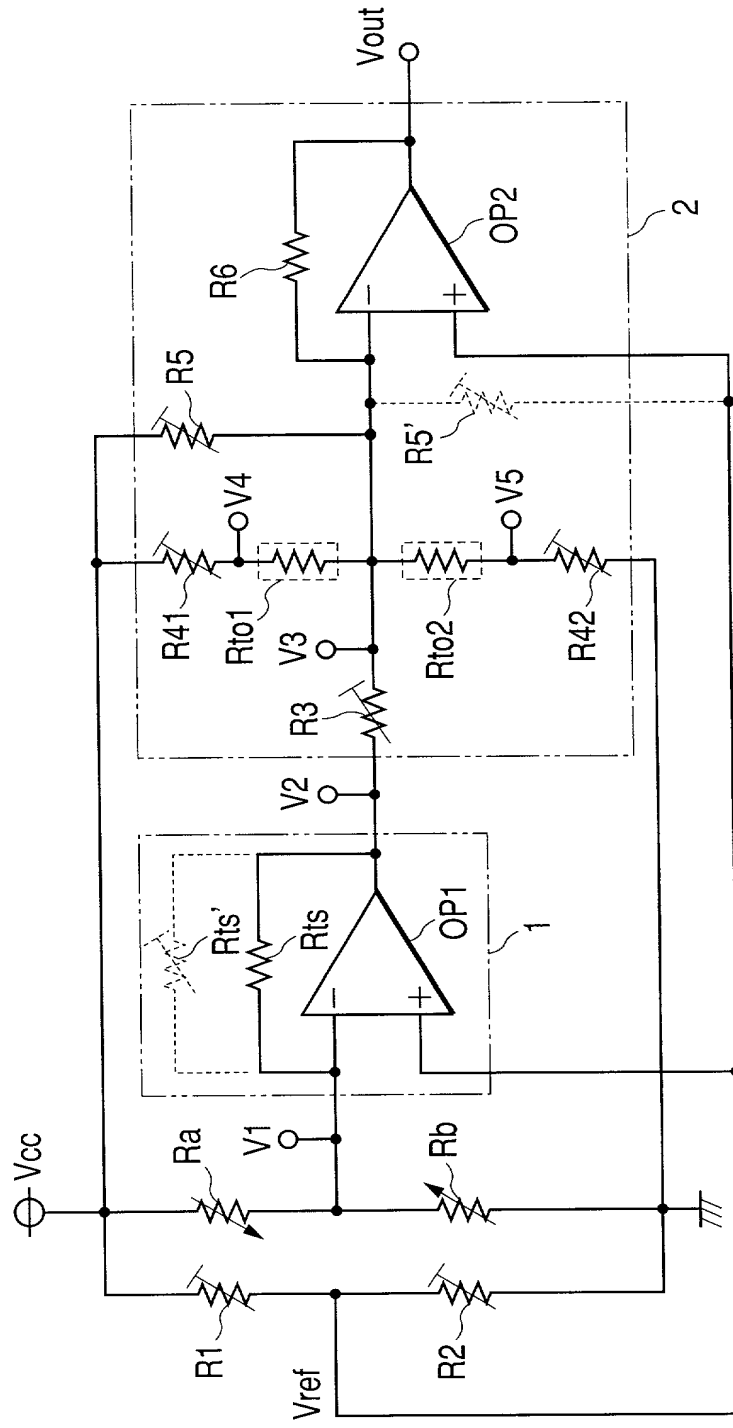 Vcc
Vref
R1
R2
Ra
Rb
V1
Rts'
Rts
−
+
OP1
1
V2
R3
V3
R41
V4
Rto1
Rto2
V5
R42
R5
R5'
R6
−
+
OP2
2
Vout